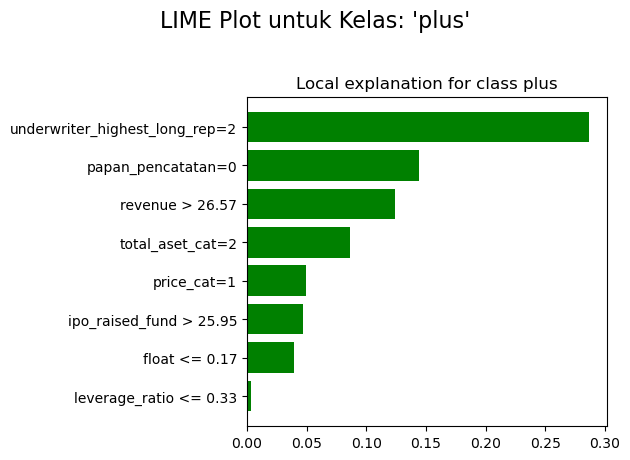 LIME Plot untuk Kelas: 'plus'
Local explanation for class plus
underwriter_highest_long_rep=2
papan_pencatatan=0
revenue > 26.57
total_aset_cat=2
price_cat=1
ipo_raised_fund > 25.95
float <= 0.17
leverage_ratio <= 0.33
0.00 0.05 0.10 0.15 0.20 0.25 0.30